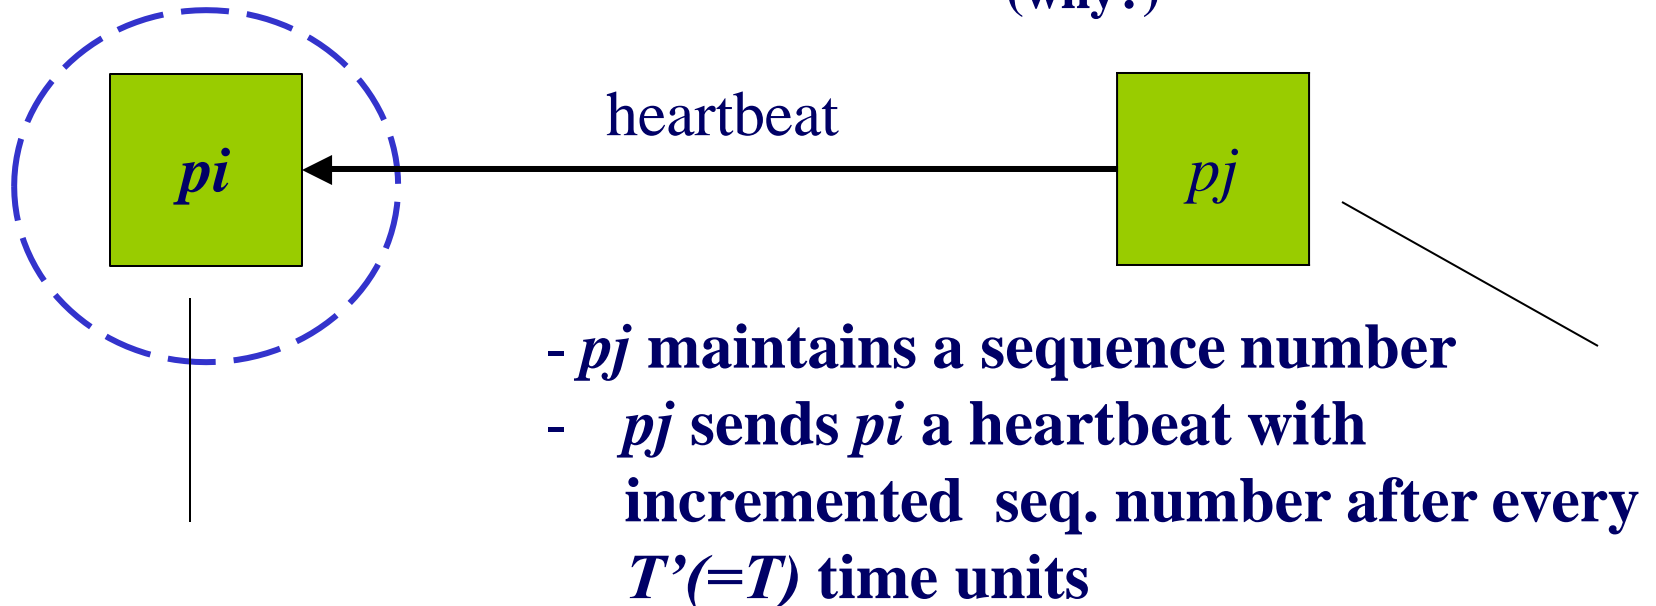 (why?)
heartbeat
pi
pj
- pj maintains a sequence number
- pj sends pi a heartbeat with
incremented seq. number after every
T’(=T) time units